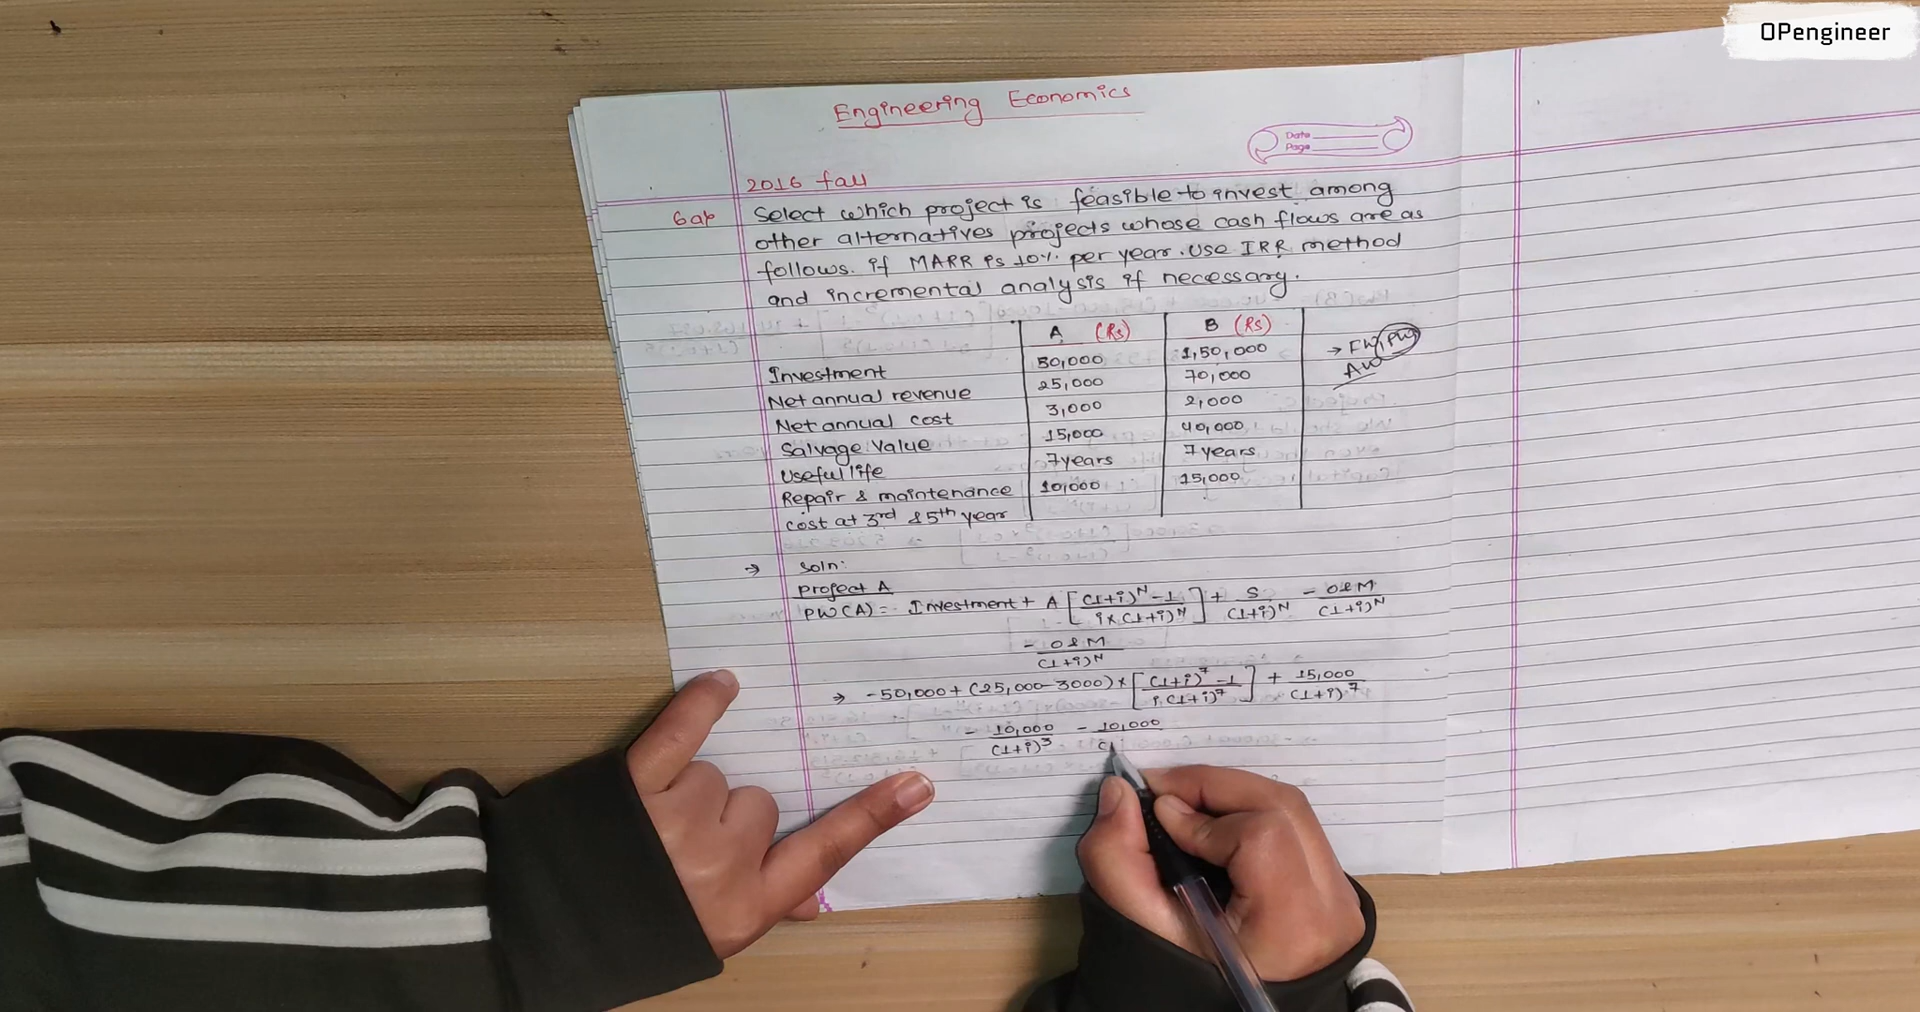 OPengineer
Engineering Economics
Date
Page
2016 fall
Select which project is feasible to invest among
other alternatives projects whose cash flows are as
follows. if MARR is 10% per year. Use IRR method
and incremental analysis if necessary.
A (Rs) B (Rs)
Investment 50,000 1,50,000 → FW, PW
Net annual revenue 25,000 70,000 AW
Net annual cost 3,000 2,000
Salvage value 15,000 40,000
Useful life 7years 7years
Repair & maintenance 10,000 15,000
cost at 3rd & 5th year
→ Soln:
Project A
PW(A) = - Investment + A [ (1+i)^N - 1 / i×(1+i)^N ] + S / (1+i)^N - O&M / (1+i)^N
- O&M / (1+i)^N
→ -50,000 + (25,000-3000) × [ (1+i)^7 - 1 / i(1+i)^7 ] + 15,000 / (1+i)^7
- 10,000 / (1+i)^3 - 10,000 / (1